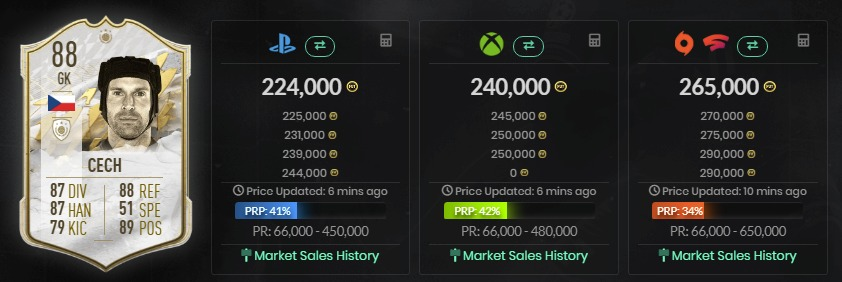 88
GK
CECH
87 DIV 88 REF
87 HAN 51 SPE
79 KIC 89 POS
224,000
225,000
231,000
239,000
244,000
Price Updated: 6 mins ago
PRP: 41%
PR: 66,000 - 450,000
Market Sales History
240,000
245,000
250,000
250,000
0
Price Updated: 6 mins ago
PRP: 42%
PR: 66,000 - 480,000
Market Sales History
265,000
270,000
275,000
290,000
290,000
Price Updated: 10 mins ago
PRP: 34%
PR: 66,000 - 650,000
Market Sales History